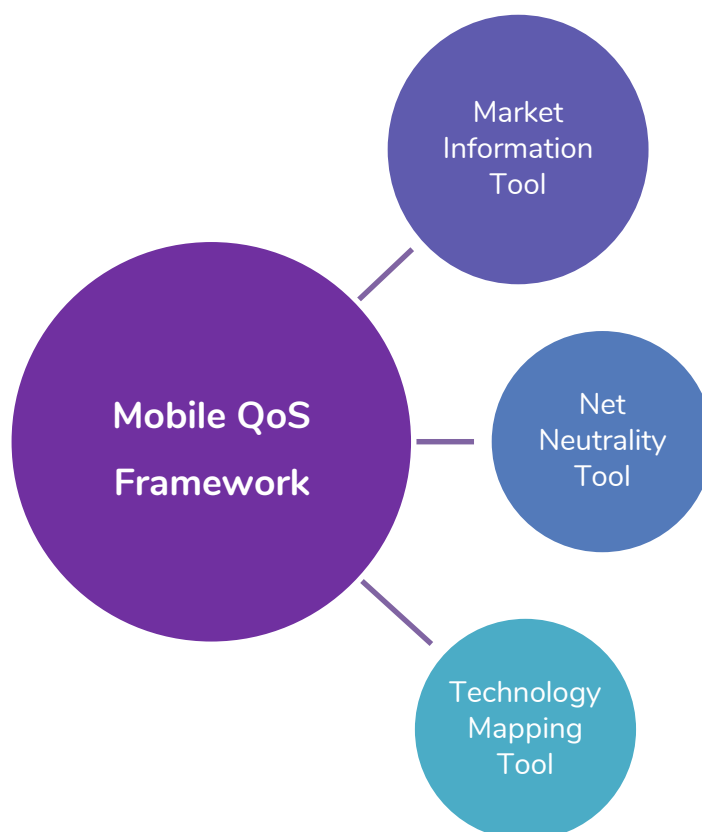 Market
Information
Tool
Mobile QoS
Framework
Net
Neutrality
Tool
Technology
Mapping
Tool